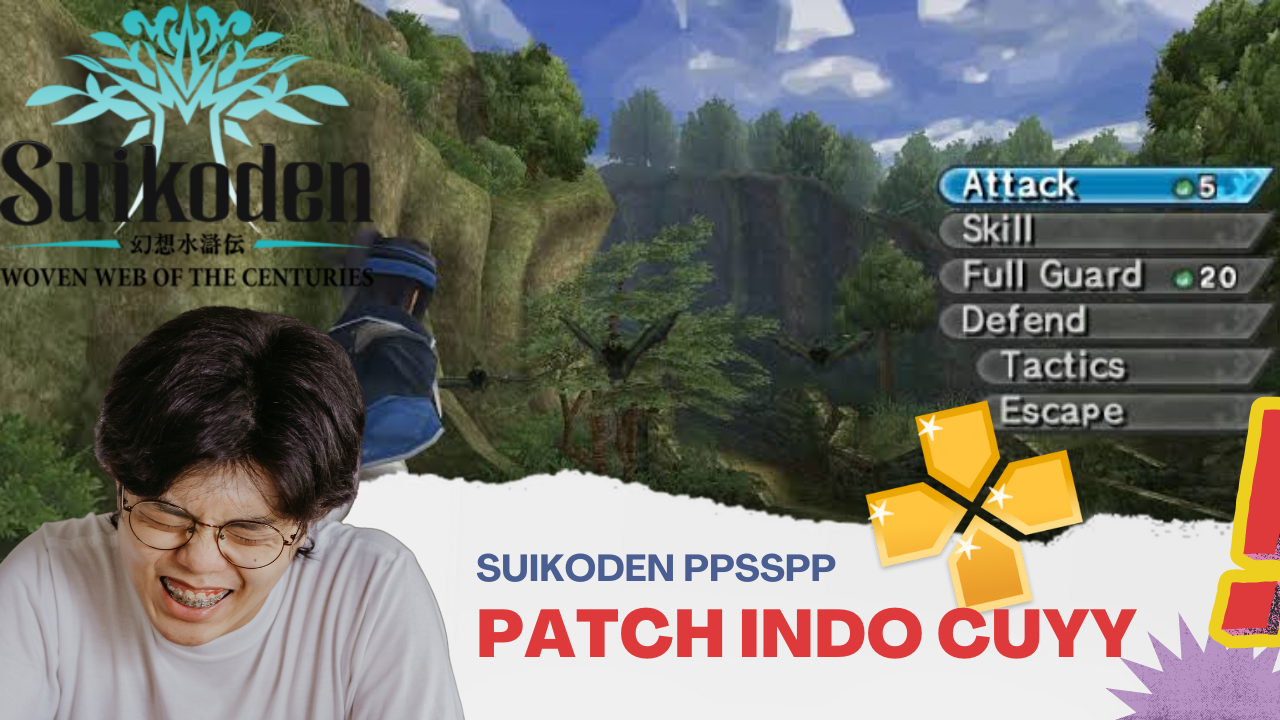 Suikoden
幻想水滸伝
WOVEN WEB OF THE CENTURIES
Attack 5
Skill
Full Guard 20
Defend
Tactics
Escape
SUIKODEN PPSSPP
PATCH INDO CUYY
!